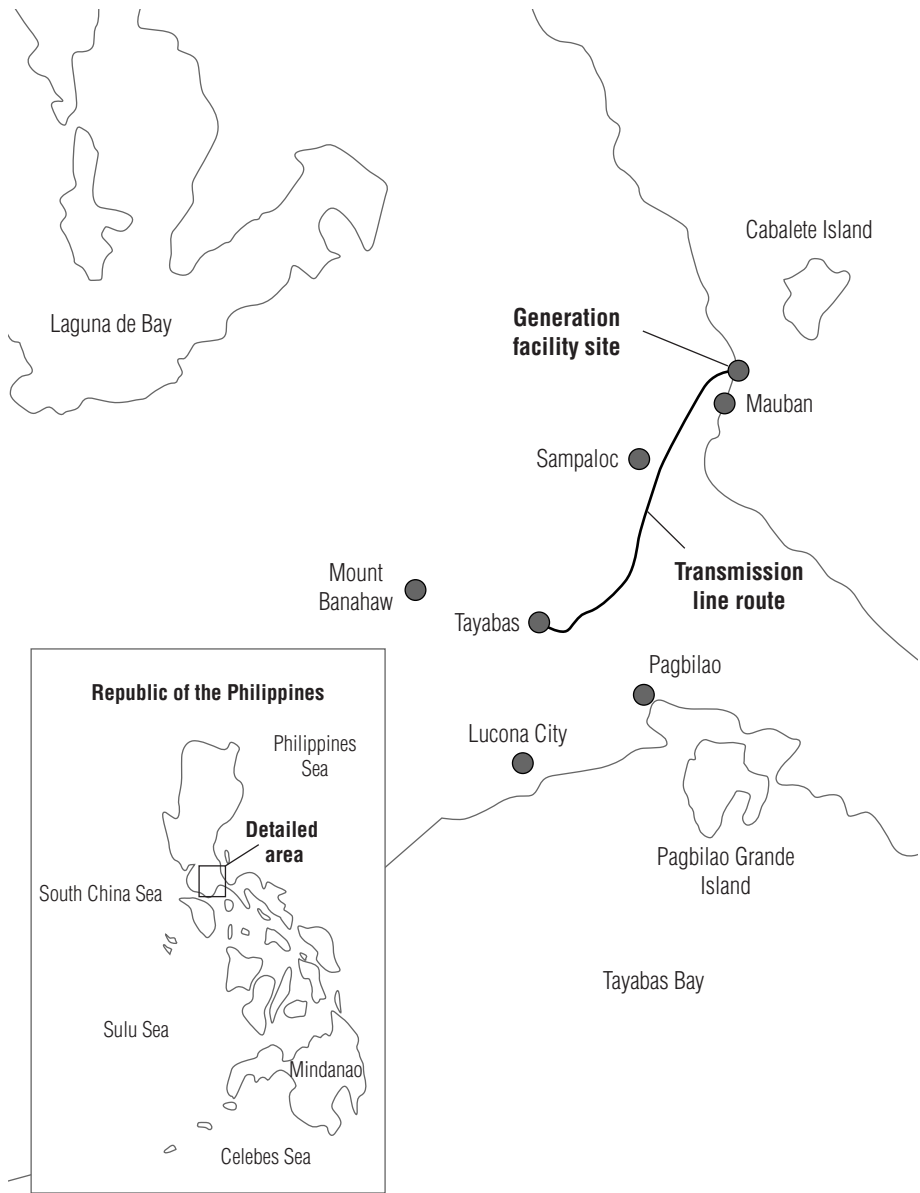 Cabalete Island
Laguna de Bay
Generation
facility site
Mauban
Sampaloc
Transmission
line route
Mount
Banahaw
Tayabas
Pagbilao
Lucona City
Pagbilao Grande
Island
Tayabas Bay
Republic of the Philippines
Philippines
Sea
Detailed
area
South China Sea
Sulu Sea
Mindanao
Celebes Sea